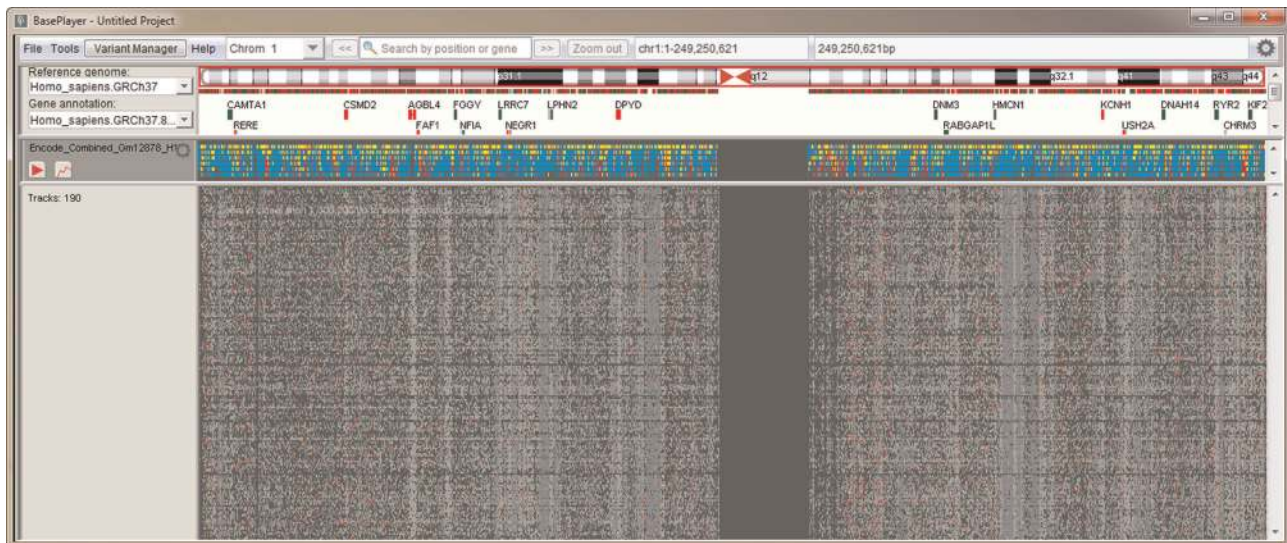 BasePlayer - Untitled Project
File Tools Variant Manager Help Chrom 1 << Search by position or gene >> Zoom out chr1:1-249,250,621 249,250,621bp
Reference genome:
Homo_sapiens.GRCh37
p31.1 q12 q32.1 q41 q43 q44
Gene annotation:
Homo_sapiens.GRCh37.8...
CAMTA1 CSMD2 AGBL4 FGGY LRRC7 LPHN2 DPYD DNM3 HMCN1 KCNH1 DNAH14 RYR2 KIF2
RERE FAF1 NFIA NEGR1 RABGAP1L USH2A CHRM3
Encode_Combined_Gm12878_H1
Tracks: 190